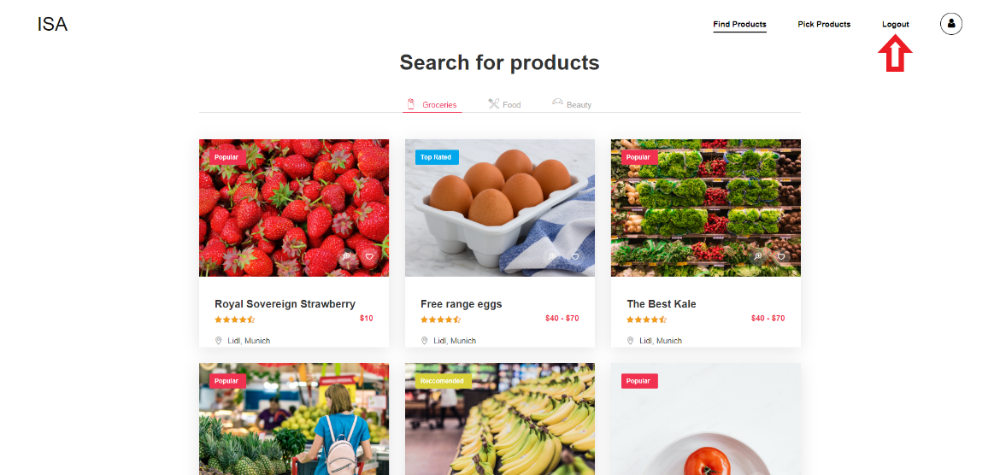 ISA
Find Products
Pick Products
Logout
Search for products
Groceries
Food
Beauty
Popular
Top Rated
Popular
Royal Sovereign Strawberry
$10
Lidl, Munich
Free range eggs
$40 - $70
Lidl, Munich
The Best Kale
$40 - $70
Lidl, Munich
Popular
Reccomended
Popular